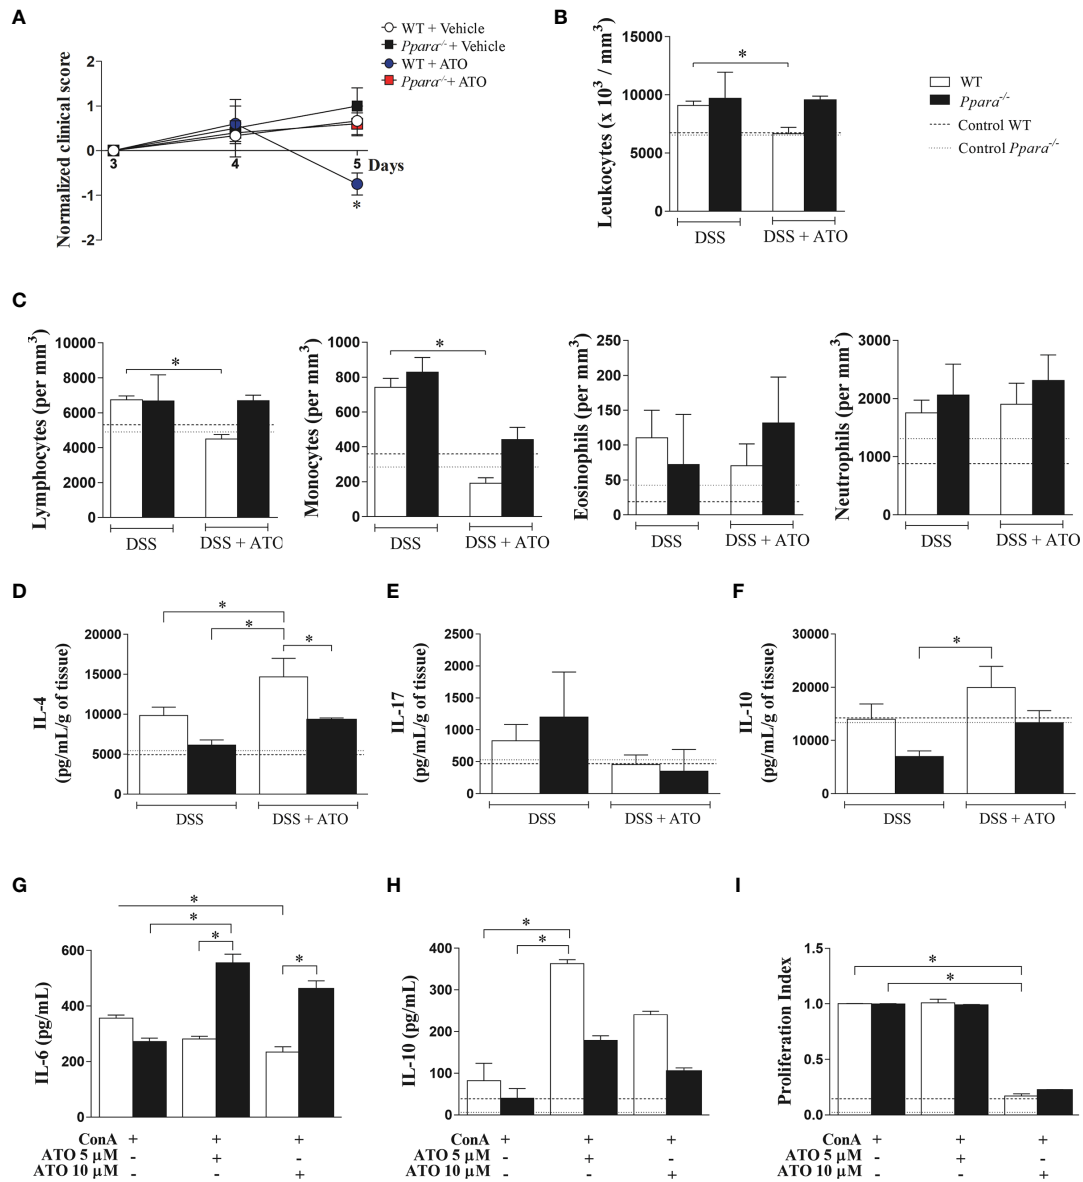 A
WT + Vehicle
Ppara-/- + Vehicle
WT + ATO
Ppara-/-+ ATO
Normalized clinical score
2
1
0
-1
-2
3
4
5
Days
*
B
Leukocytes (x 10³ / mm³)
15000
10000
5000
0
*
DSS
DSS + ATO
WT
Ppara-/-
Control WT
Control Ppara-/-
C
Lymphocytes (per mm³)
10000
8000
6000
4000
2000
0
*
DSS
DSS + ATO
Monocytes (per mm³)
1000
800
600
400
200
0
*
DSS
DSS + ATO
Eosinophils (per mm³)
250
200
150
100
50
0
DSS
DSS + ATO
Neutrophils (per mm³)
3000
2000
1000
0
DSS
DSS + ATO
D
IL-4
(pg/mL/g of tissue)
20000
15000
10000
5000
0
*
*
*
DSS
DSS + ATO
E
IL-17
(pg/mL/g of tissue)
2500
2000
1500
1000
500
0
DSS
DSS + ATO
F
IL-10
(pg/mL/g of tissue)
30000
20000
10000
0
*
DSS
DSS + ATO
G
IL-6 (pg/mL)
600
400
200
0
*
*
*
*
ConA + + +
ATO 5 µM - + -
ATO 10 µM - - +
H
IL-10 (pg/mL)
400
300
200
100
0
*
*
ConA + + +
ATO 5 µM - + -
ATO 10 µM - - +
I
Proliferation Index
1.5
1.0
0.5
0.0
*
*
ConA + + +
ATO 5 µM - + -
ATO 10 µM - - +